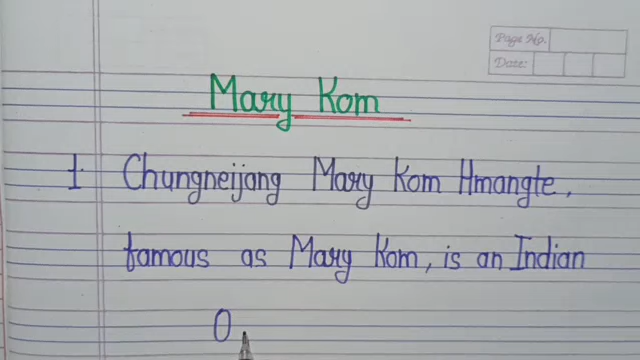 Page No.
Date:
Mary Kom
1 Chungneijang Mary Kom Hmangte,
famous as Mary Kom, is an Indian
O